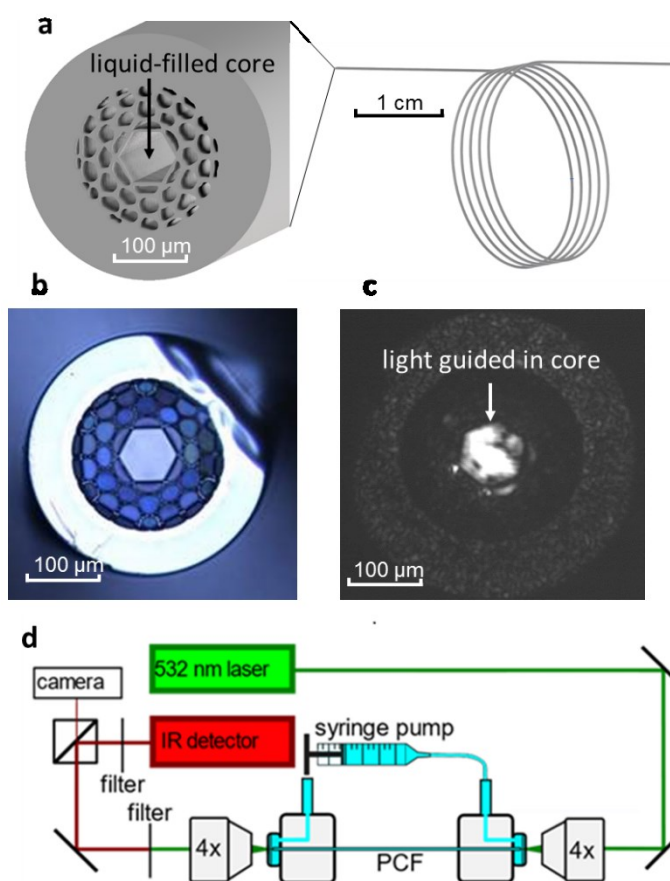 a
liquid-filled core
1 cm
100 µm
b
c
light guided in core
100 µm
100 µm
d
532 nm laser
camera
IR detector
syringe pump
filter
filter
4x
PCF
4x